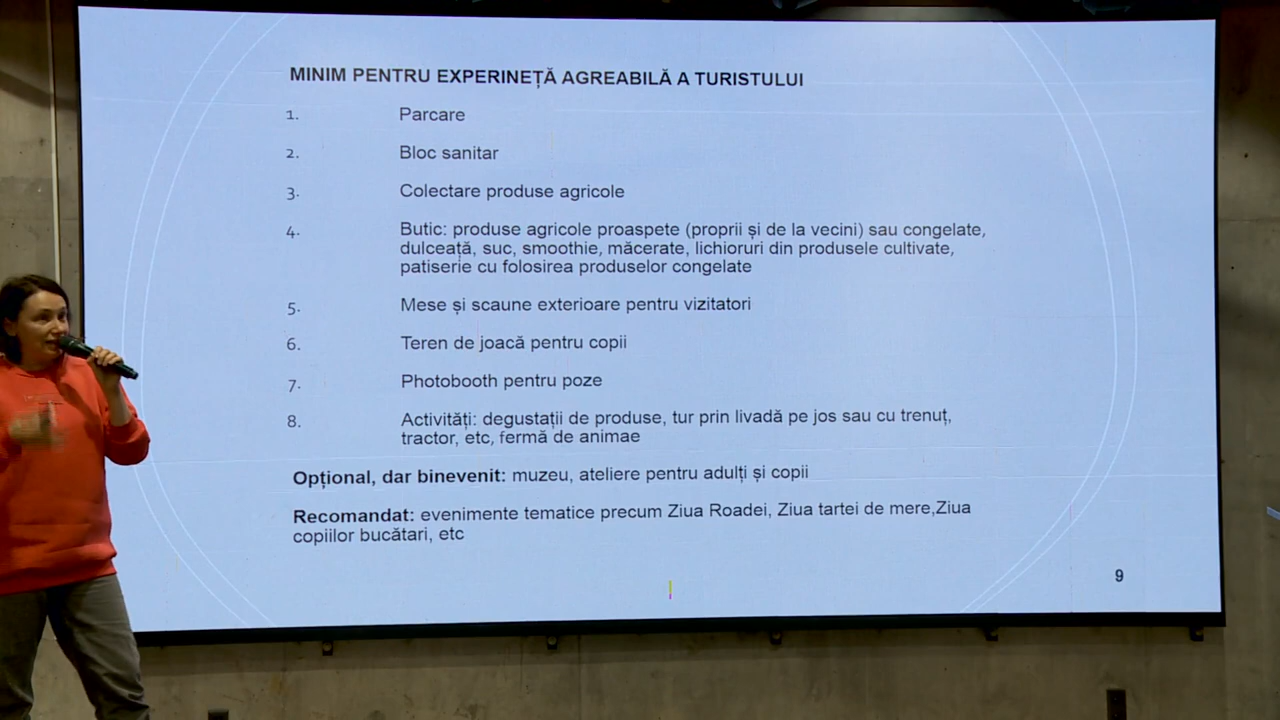 MINIM PENTRU EXPERINEȚĂ AGREABILĂ A TURISTULUI
1. Parcare
2. Bloc sanitar
3. Colectare produse agricole
4. Butic: produse agricole proaspete (proprii și de la vecini) sau congelate,
dulceață, suc, smoothie, măcerate, lichioruri din produsele cultivate,
patiserie cu folosirea produselor congelate
5. Mese și scaune exterioare pentru vizitatori
6. Teren de joacă pentru copii
7. Photobooth pentru poze
8. Activități: degustații de produse, tur prin livadă pe jos sau cu trenuț,
tractor, etc, fermă de animae
Opțional, dar binevenit: muzeu, ateliere pentru adulți și copii
Recomandat: evenimente tematice precum Ziua Roadei, Ziua tartei de mere,Ziua
copiilor bucătari, etc
9